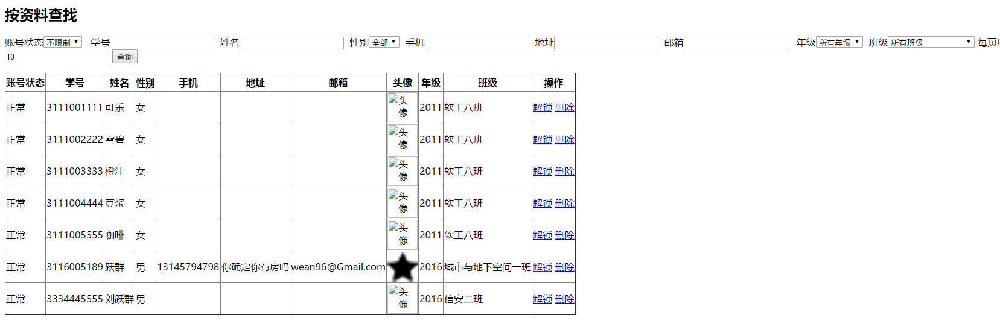 按资料查找
账号状态 不限制 学号 姓名 性别 全部 手机 地址 邮箱 年级 所有年级 班级 所有班级 每页
10 查询
账号状态 学号 姓名 性别 手机 地址 邮箱 头像 年级 班级 操作
正常 3111001111 可乐 女 头像 2011 软工八班 解锁 删除
正常 3111002222 雪碧 女 头像 2011 软工八班 解锁 删除
正常 3111003333 橙汁 女 头像 2011 软工八班 解锁 删除
正常 3111004444 豆浆 女 头像 2011 软工八班 解锁 删除
正常 3111005555 咖啡 女 头像 2011 软工八班 解锁 删除
正常 3116005189 跃群 男 13145794798 你确定你有房吗 wean96@Gmail.com 2016 城市与地下空间一班 解锁 删除
正常 3334445555 刘跃群 男 头像 2016 信安二班 解锁 删除